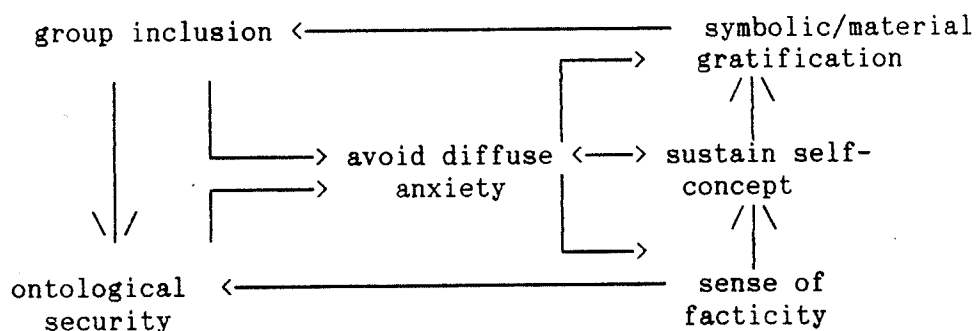 group inclusion
symbolic/material
gratification
avoid diffuse
anxiety
sustain self-
concept
ontological
security
sense of
facticity